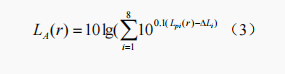 L_A(r) = 10 lg(∑_{i=1}^{8} 10^{0.1(L_{pi}(r)-ΔL_i)} （3）